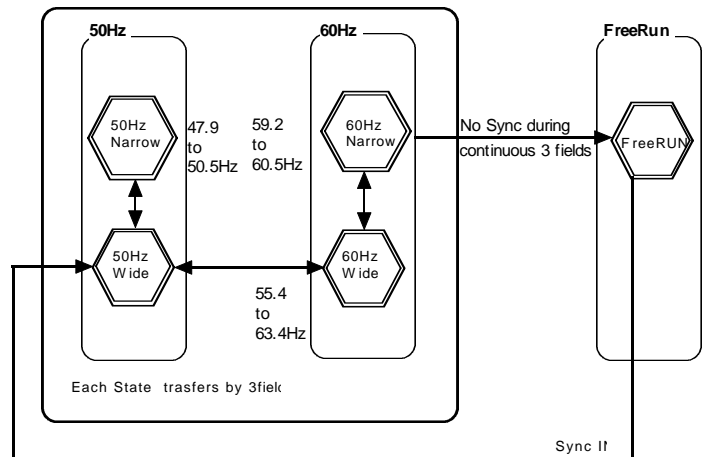 50Hz
60Hz
FreeRun
50Hz
Narrow
47.9
to
50.5Hz
59.2
to
60.5Hz
60Hz
Narrow
No Sync during
continuous 3 fields
FreeRUN
50Hz
Wide
60Hz
Wide
55.4
to
63.4Hz
Each State trasfers by
Sync